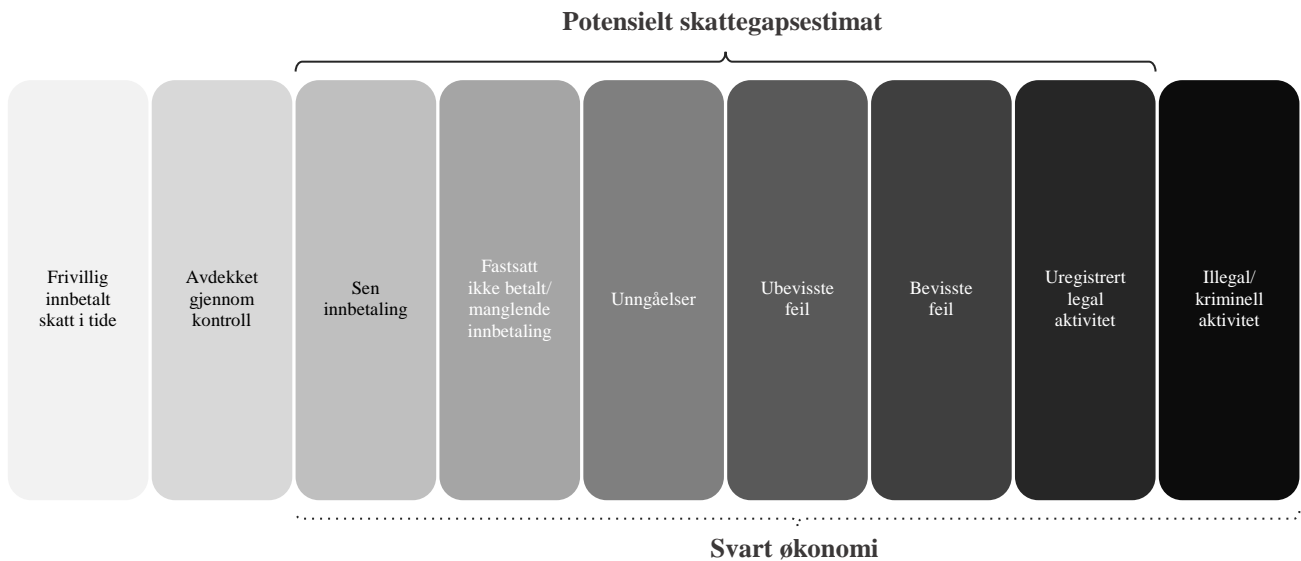 Potensielt skattegapsestimat
Frivillig
innbetalt
skatt i tide
Avdekket
gjennom
kontroll
Sen
innbetaling
Fastsatt
ikke betalt/
manglende
innbetaling
Unngåelser
Ubevisste
feil
Bevisste
feil
Uregistrert
legal
aktivitet
Illegal/
kriminell
aktivitet
Svart økonomi